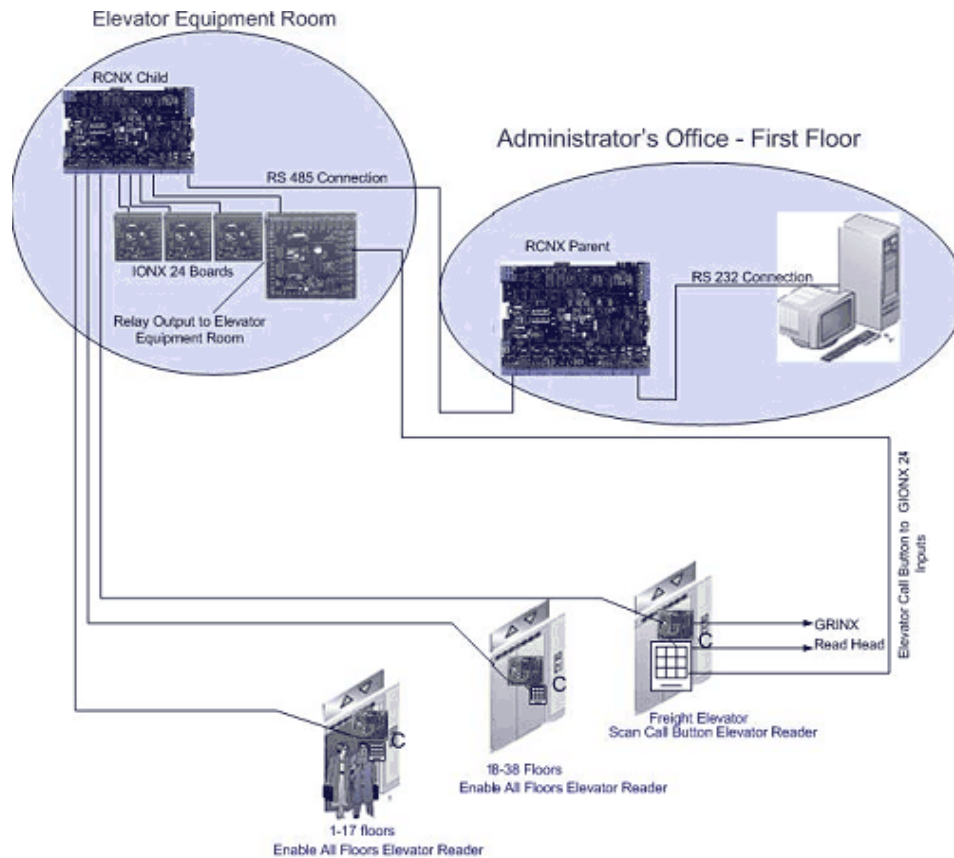 Elevator Equipment Room
RCNX Child
RS 485 Connection
IONX 24 Boards
Relay Output to Elevator
Equipment Room
Administrator's Office - First Floor
RCNX Parent
RS 232 Connection
Elevator Call Button to GIONX 24
Inputs
GRINX
C
Read Head
Freight Elevator
Scan Call Button Elevator Reader
C
18-38 Floors
Enable All Floors Elevator Reader
C
1-17 floors
Enable All Floors Elevator Reader